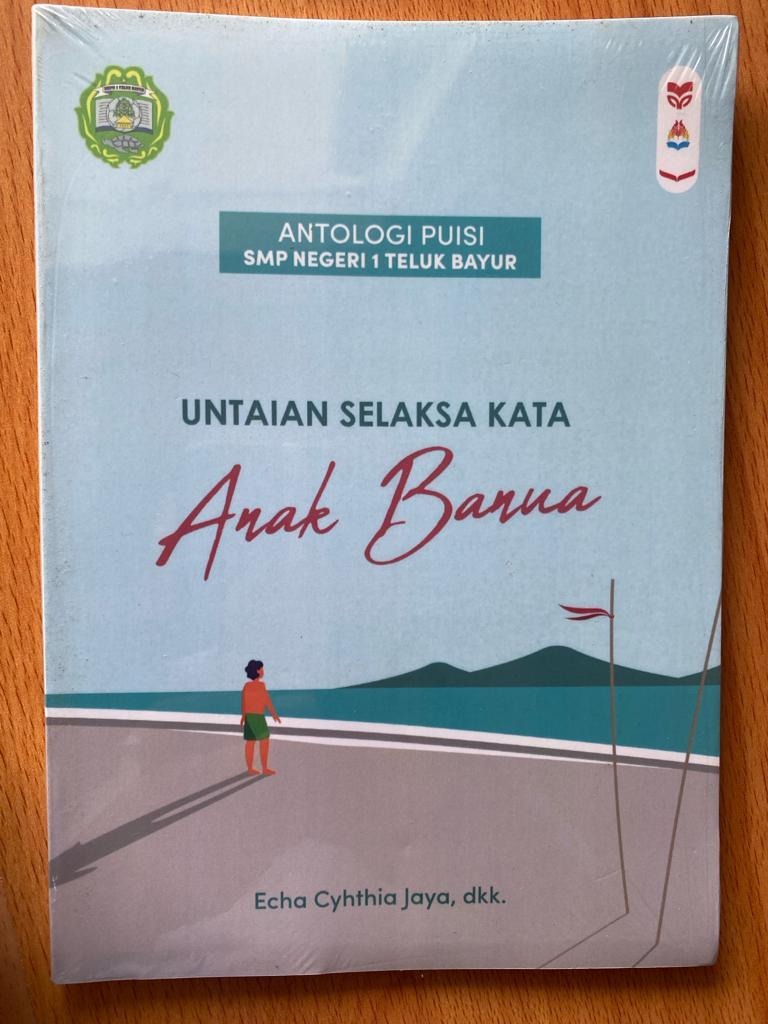 ANTOLOGI PUISI
SMP NEGERI 1 TELUK BAYUR
UNTAIAN SELAKSA KATA
Anak Banua
Echa Cyhthia Jaya, dkk.